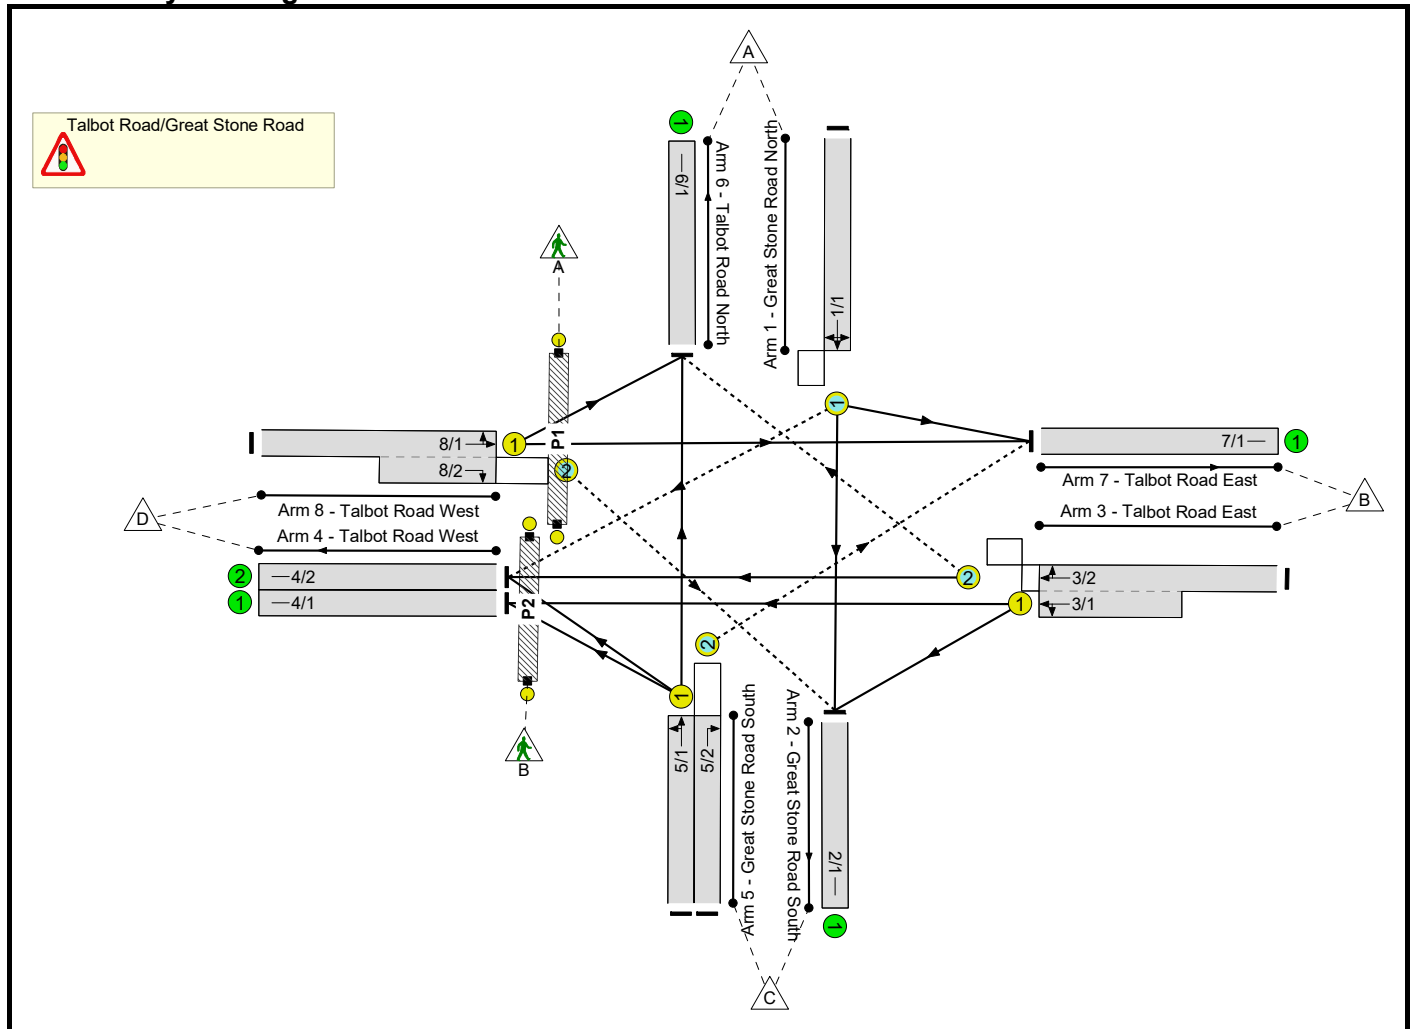 A
Talbot Road/Great Stone Road
1
6/1
Arm 6 - Talbot Road North
Arm 1 - Great Stone Road North
1/1
A
1
8/1
1
P1
8/2
2
7/1
1
Arm 7 - Talbot Road East
Arm 3 - Talbot Road East
B
D
Arm 8 - Talbot Road West
Arm 4 - Talbot Road West
2
4/2
1
4/1
P2
2
3/2
1
3/1
2
1
5/1
5/2
Arm 5 - Great Stone Road South
Arm 2 - Great Stone Road South
2/1
1
B
C